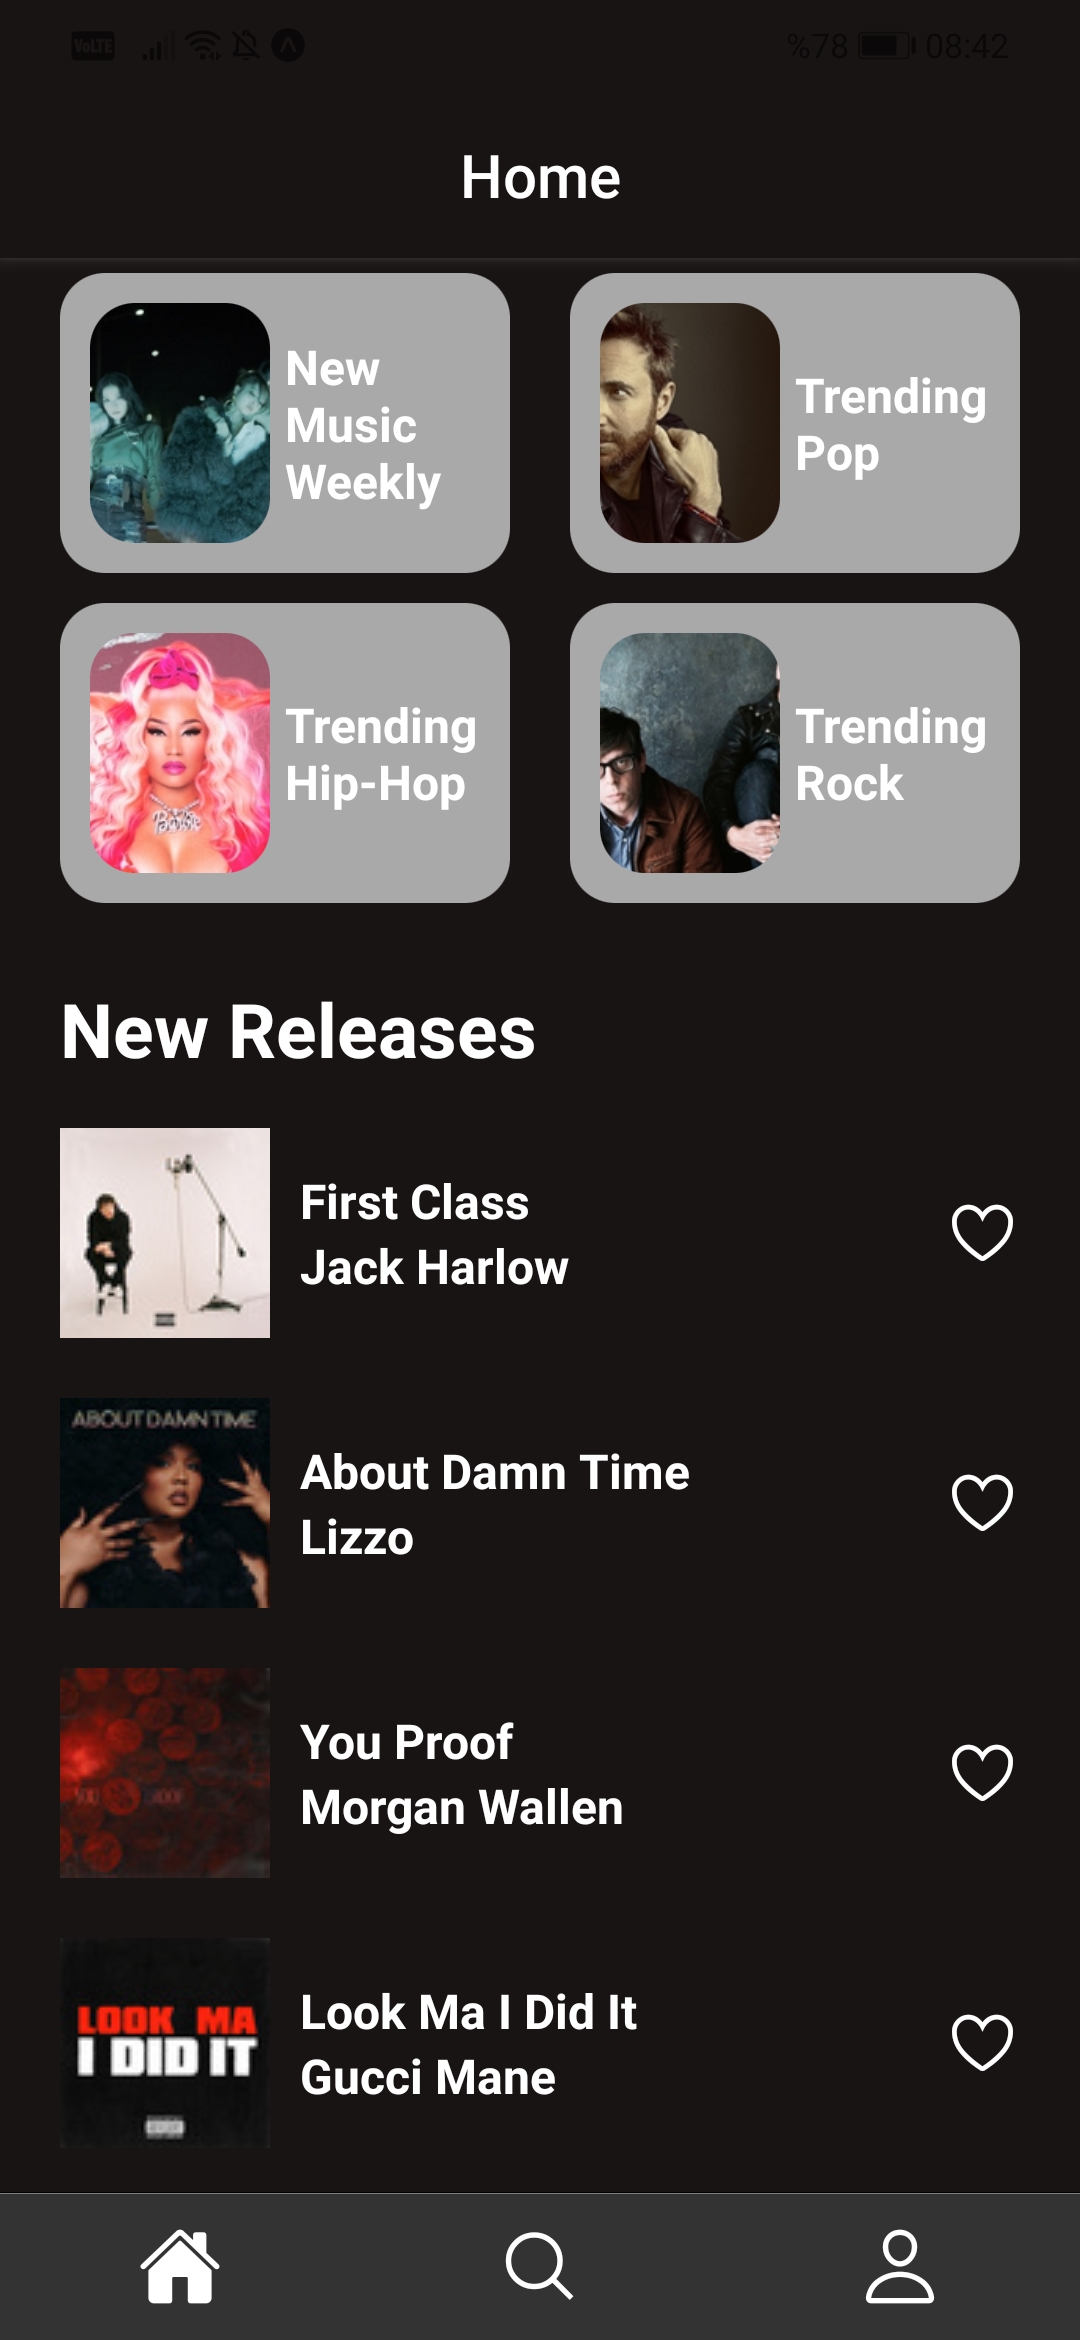 VoLTE %78 08:42
Home
New
Music
Weekly
Trending
Pop
Barbie
Trending
Hip-Hop
Trending
Rock
New Releases
First Class
Jack Harlow
ABOUT DAMN TIME
About Damn Time
Lizzo
You Proof
Morgan Wallen
LOOK MA
I DID IT
Look Ma I Did It
Gucci Mane